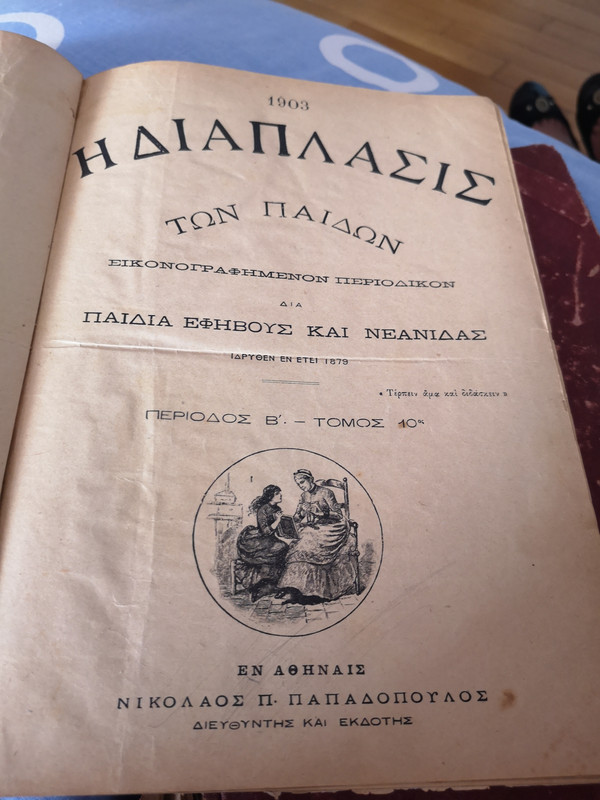 1903
Η ΔΙΑΠΛΑΣΙΣ
ΤΩΝ ΠΑΙΔΩΝ
ΕΙΚΟΝΟΓΡΑΦΗΜΕΝΟΝ ΠΕΡΙΟΔΙΚΟΝ
ΔΙΑ
ΠΑΙΔΙΑ ΕΦΗΒΟΥΣ ΚΑΙ ΝΕΑΝΙΔΑΣ
ΙΔΡΥΘΕΝ ΕΝ ΕΤΕΙ 1879
« Τέρπειν ἅμα καὶ διδάσκειν »
ΠΕΡΙΟΔΟΣ Β΄. – ΤΟΜΟΣ 10ος
ΕΝ ΑΘΗΝΑΙΣ
ΝΙΚΟΛΑΟΣ Π. ΠΑΠΑΔΟΠΟΥΛΟΣ
ΔΙΕΥΘΥΝΤΗΣ ΚΑΙ ΕΚΔΟΤΗΣ